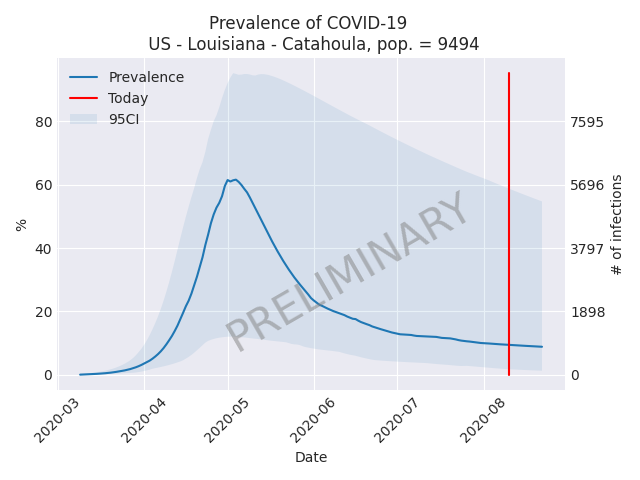 Prevalence of COVID-19
US - Louisiana - Catahoula, pop. = 9494
Prevalence
Today
95CI
PRELIMINARY
%
80
60
40
20
0
7595
5696
3797
1898
0
# of infections
2020-03
2020-04
2020-05
2020-06
2020-07
2020-08
Date